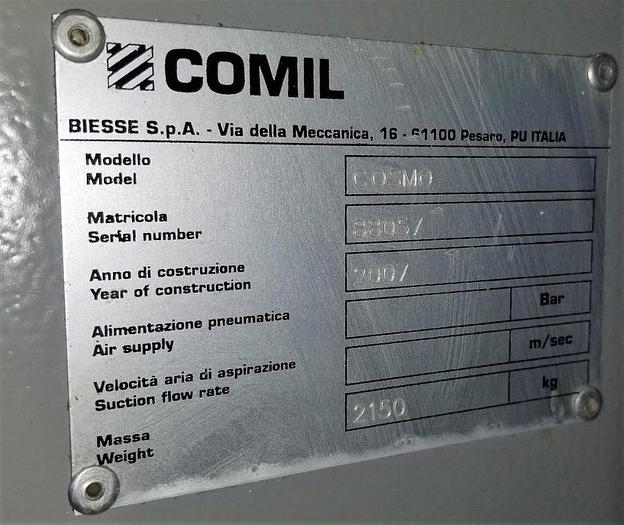 COMIL
BIESSE S.p.A. - Via della Meccanica, 16 - 61100 Pesaro, PU ITALIA
Modello
Model
COSMO
Matricola
Serial number
88057
Anno di costruzione
Year of construction
2007
Alimentazione pneumatica
Air supply
Bar
Velocità aria di aspirazione
Suction flow rate
m/sec
Massa
Weight
2150
kg